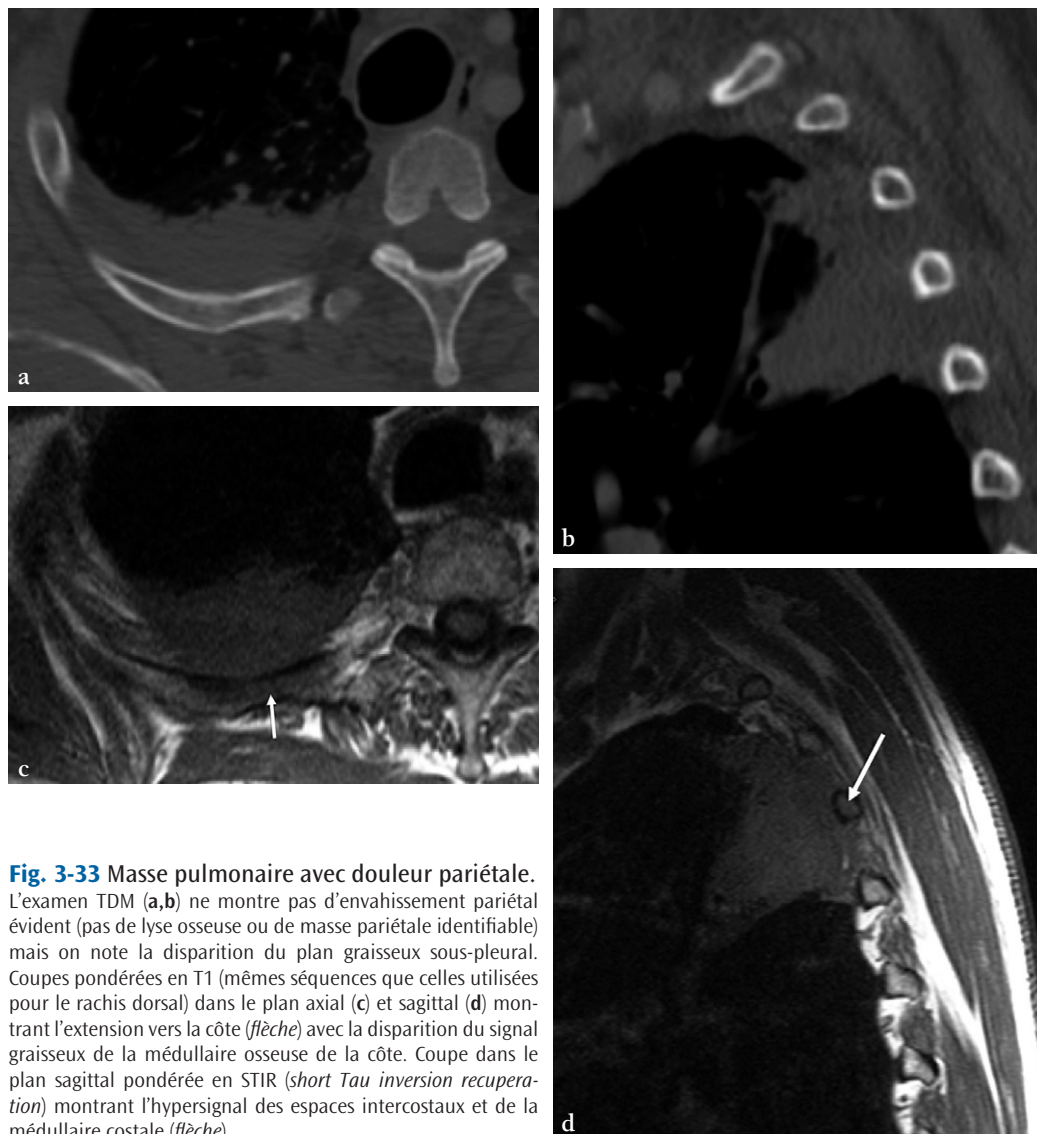 a
b
c
d
Fig. 3-33 Masse pulmonaire avec douleur pariétale.
L'examen TDM (a,b) ne montre pas d'envahissement pariétal
évident (pas de lyse osseuse ou de masse pariétale identifiable)
mais on note la disparition du plan graisseux sous-pleural.
Coupes pondérées en T1 (mêmes séquences que celles utilisées
pour le rachis dorsal) dans le plan axial (c) et sagittal (d) mon-
trant l'extension vers la côte (flèche) avec la disparition du signal
graisseux de la médullaire osseuse de la côte. Coupe dans le
plan sagittal pondérée en STIR (short Tau inversion recupera-
tion) montrant l'hypersignal des espaces intercostaux et de la
médullaire costale (flèche)